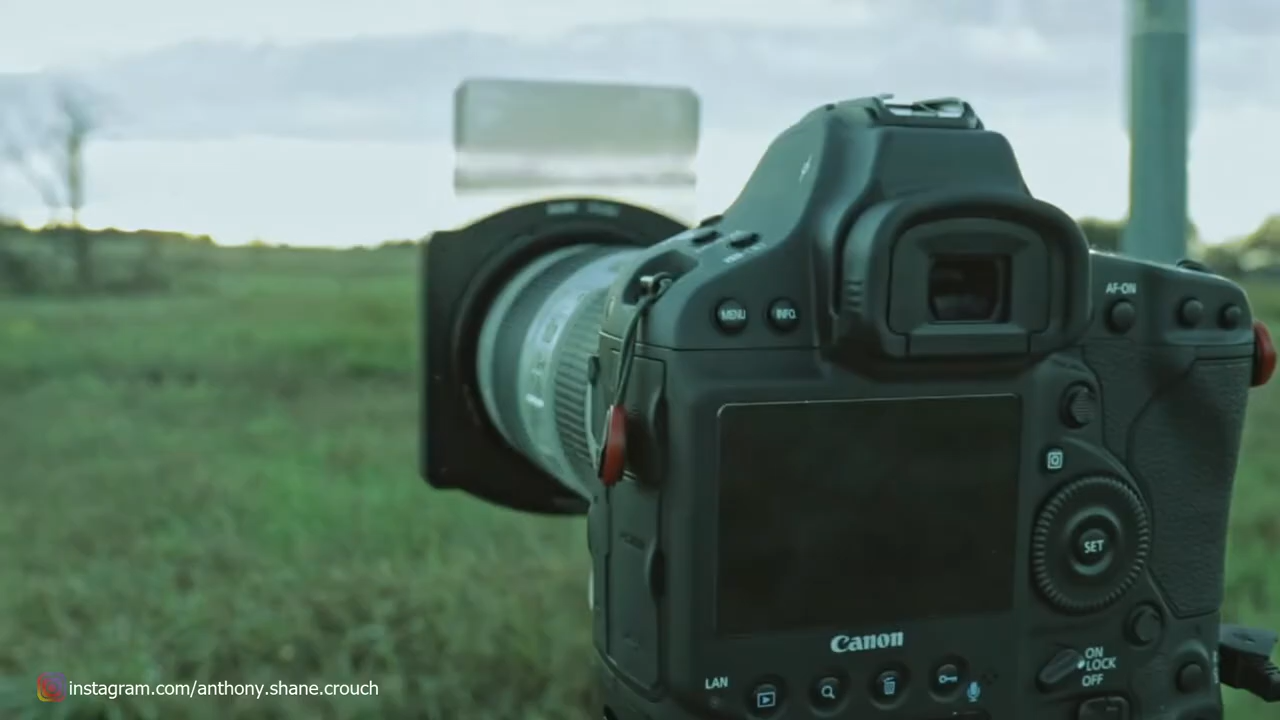 MENU
INFO
AF-ON
SET
Canon
ON
LOCK
OFF
LAN
instagram.com/anthony.shane.crouch